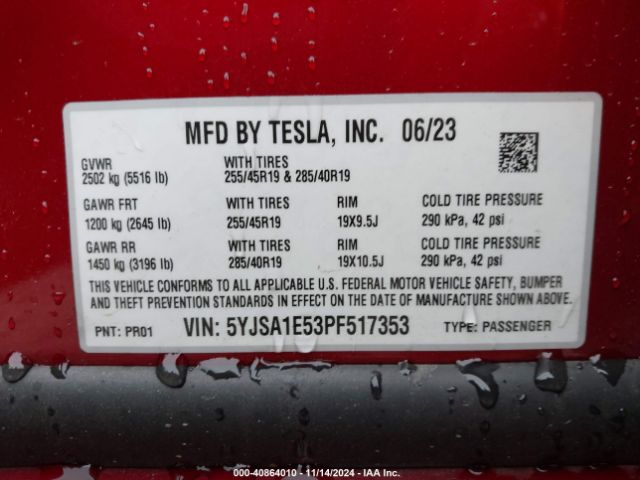 MFD BY TESLA, INC. 06/23
GVWR WITH TIRES
2502 kg (5516 lb) 255/45R19 & 285/40R19
GAWR FRT RIM COLD TIRE PRESSURE
1200 kg (2645 lb) 255/45R19 19X9.5J 290 kPa, 42 psi
GAWR RR RIM COLD TIRE PRESSURE
1450 kg (3196 lb) 285/40R19 19X10.5J 290 kPa, 42 psi
THIS VEHICLE CONFORMS TO ALL APPLICABLE U.S. FEDERAL MOTOR VEHICLE SAFETY, BUMPER
AND THEFT PREVENTION STANDARDS IN EFFECT ON THE DATE OF MANUFACTURE SHOWN ABOVE.
PNT: PR01 VIN: 5YJSA1E53PF517353 TYPE: PASSENGER
000-40864010 - 11/14/2024 - IAA Inc.